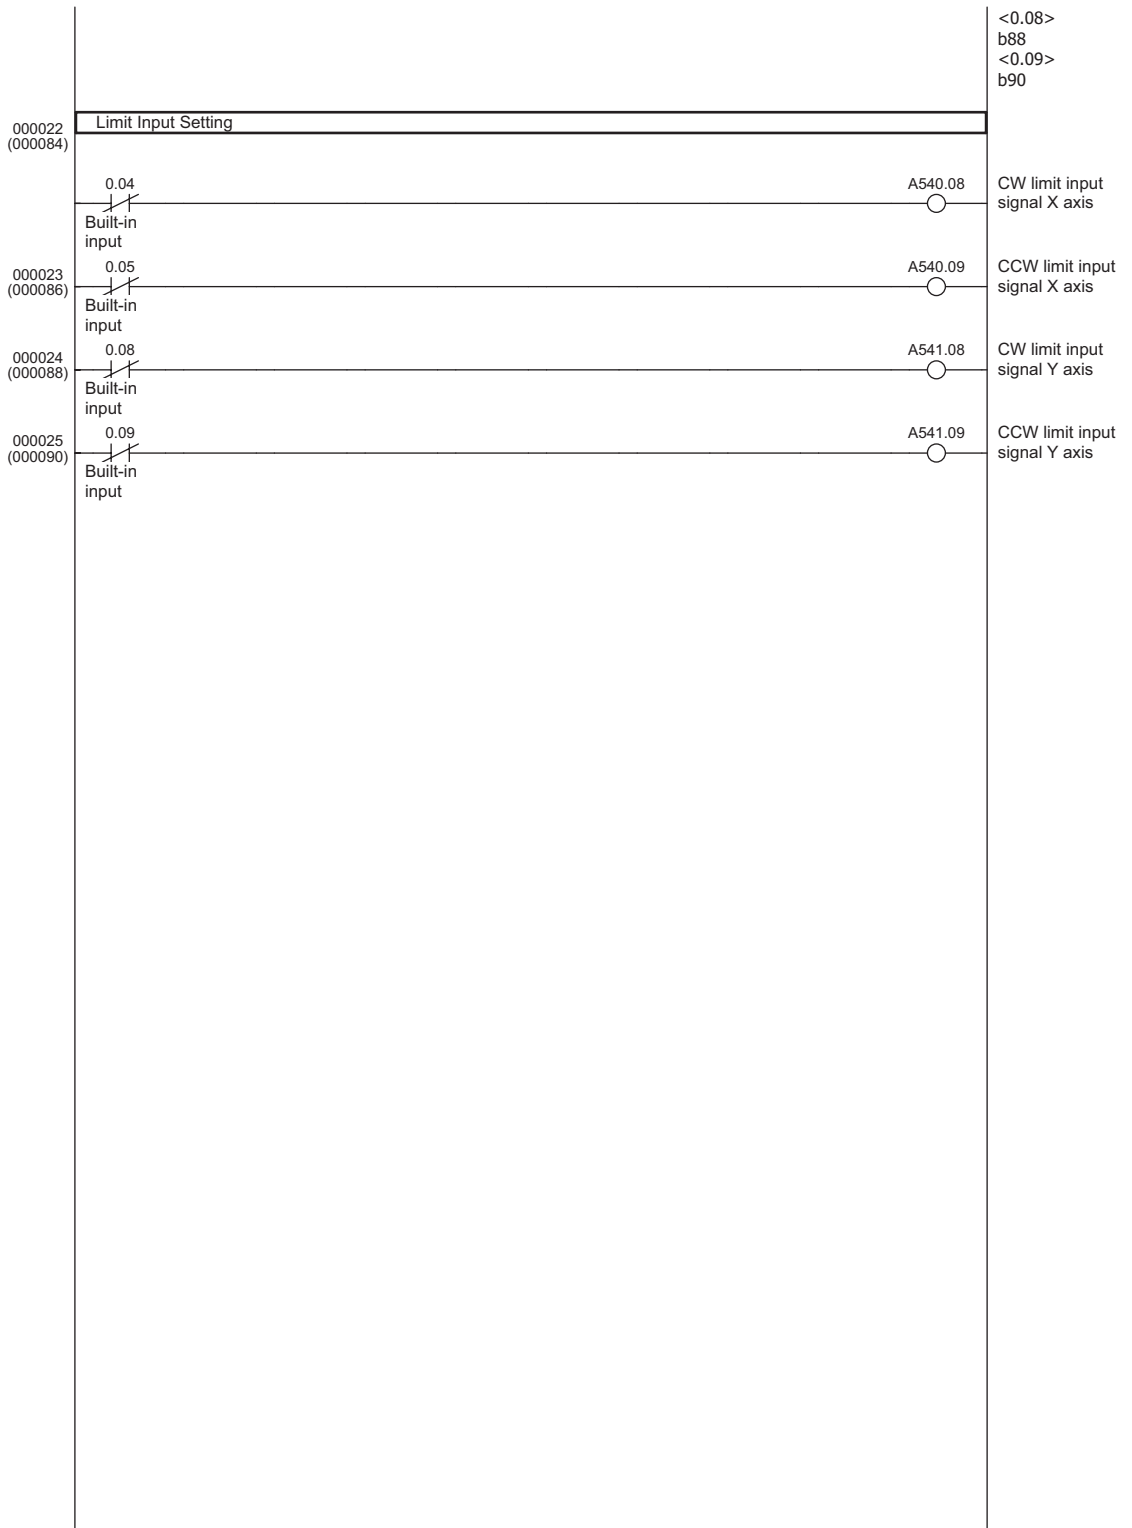 <0.08>
b88
<0.09>
b90
000022
(000084)
Limit Input Setting
0.04
A540.08
CW limit input
signal X axis
Built-in
input
000023
(000086)
0.05
A540.09
CCW limit input
signal X axis
Built-in
input
000024
(000088)
0.08
A541.08
CW limit input
signal Y axis
Built-in
input
000025
(000090)
0.09
A541.09
CCW limit input
signal Y axis
Built-in
input